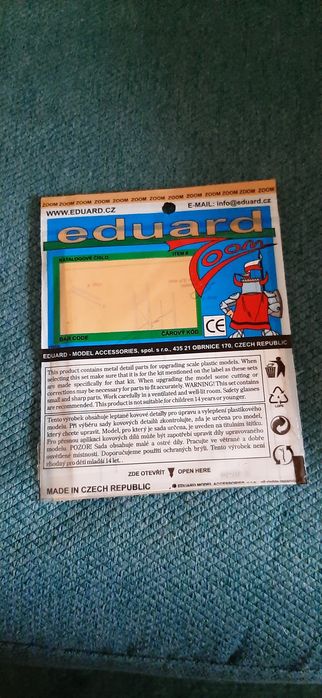 ZOOM ZOOM ZOOM ZOOM ZOOM ZOOM ZOOM ZOOM ZOOM ZOOM ZOOM ZOOM
WWW.EDUARD.CZ
E-MAIL: info@eduard.cz
eduard
Zoom
KATALOGOVÉ ČÍSLO
ITEM #
BAR CODE
ČÁROVÝ KÓD
CE
EDUARD - MODEL ACCESSORIES, spol. s r.o., 435 21 OBRNICE 170, CZECH REPUBLIC
This product contains metal detail parts for upgrading scale plastic models. When
selecting this set make sure that it is for the kit mentioned on the label as these sets
are made specifically for that kit. When upgrading the model some cutting or
corrections may be necessary for parts to fit accurately. WARNING! This set contains
small and sharp parts. Work carefully in a ventilated and well lit room. Safety glasses
are recommended. This product is not suitable for children 14 years or younger.
Tento výrobek obsahuje leptané kovové detaily pro úpravu a vylepšení plastikového
modelu. Při výběru sady kovových detailů zkontrolujte, zda je určena pro model,
který chcete upravit. Model, pro který je sada určena, je uveden na titulním štítku.
Pro přesnou aplikaci kovových dílů může být zapotřebí upravit díly upravovaného
modelu. POZOR! Sada obsahuje malé a ostré díly. Pracujte ve větrané a dobře
osvětlené místnosti. Doporučujeme použití ochranných brýlí. Tento výrobek není
vhodný pro děti mladší 14 let.
LDPE
ZDE OTEVŘÍT
OPEN HERE
MADE IN CZECH REPUBLIC
© EDUARD MODEL ACCESSORIES